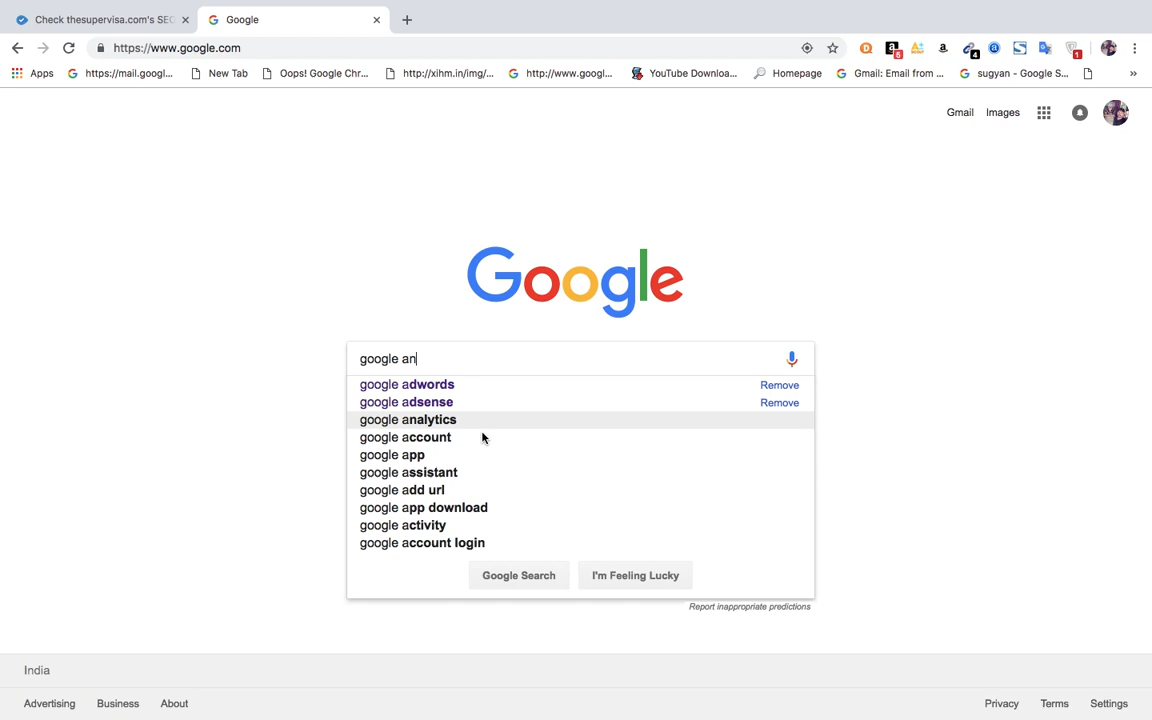 Check thesupervisa.com's SEC
Google
https://www.google.com
5
4
1
Apps
https://mail.googl...
New Tab
Oops! Google Chr...
http://xihm.in/img/...
http://www.googl...
YouTube Downloa...
Homepage
Gmail: Email from ...
sugyan - Google S...
»
Gmail
Images
Google
google an
google adwords
Remove
google adsense
Remove
google analytics
google account
google app
google assistant
google add url
google app download
google activity
google account login
Google Search
I'm Feeling Lucky
Report inappropriate predictions
India
Advertising
Business
About
Privacy
Terms
Settings